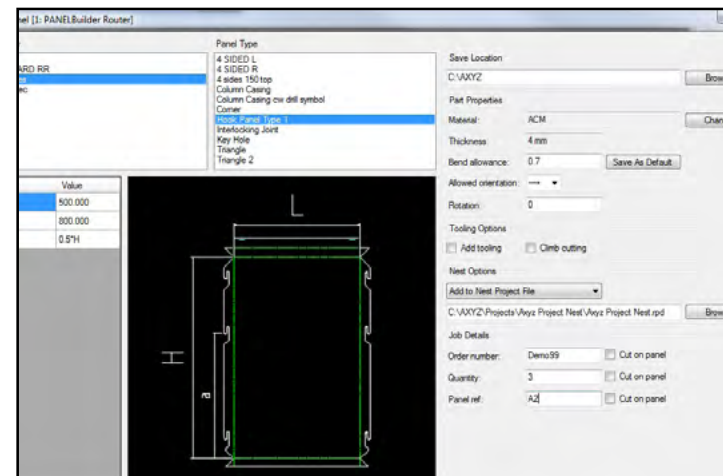 nel [1: PANELBuilder Router]
ARD RR
es
ec
Panel Type
4 SIDED L
4 SIDED R
4 sides 150 top
Column Casing
Column Casing cw drill symbol
Corner
Hook Panel Type 1
Interlocking Joint
Key Hole
Triangle
Triangle 2
Value
500.000
800.000
0.5*H
L
H
a
Save Location
C:\AXYZ
Brow
Part Properties
Material: ACM
Chan
Thickness: 4 mm
Bend allowance: 0.7 Save As Default
Allowed orientation:
Rotation: 0
Tooling Options
Add tooling Climb cutting
Nest Options
Add to Nest Project File
C:\AXYZ\Projects\Axyz Project Nest\Axyz Project Nest.rpd
Brow
Job Details
Order number: Demo99 Cut on panel
Quantity: 3 Cut on panel
Panel ref: A2 Cut on panel